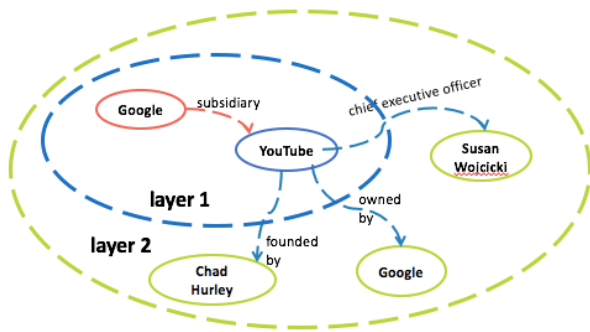 chief executive officer
Google
subsidiary
YouTube
Susan
Wojcicki
layer 1
owned
by
layer 2
founded
by
Chad
Hurley
Google